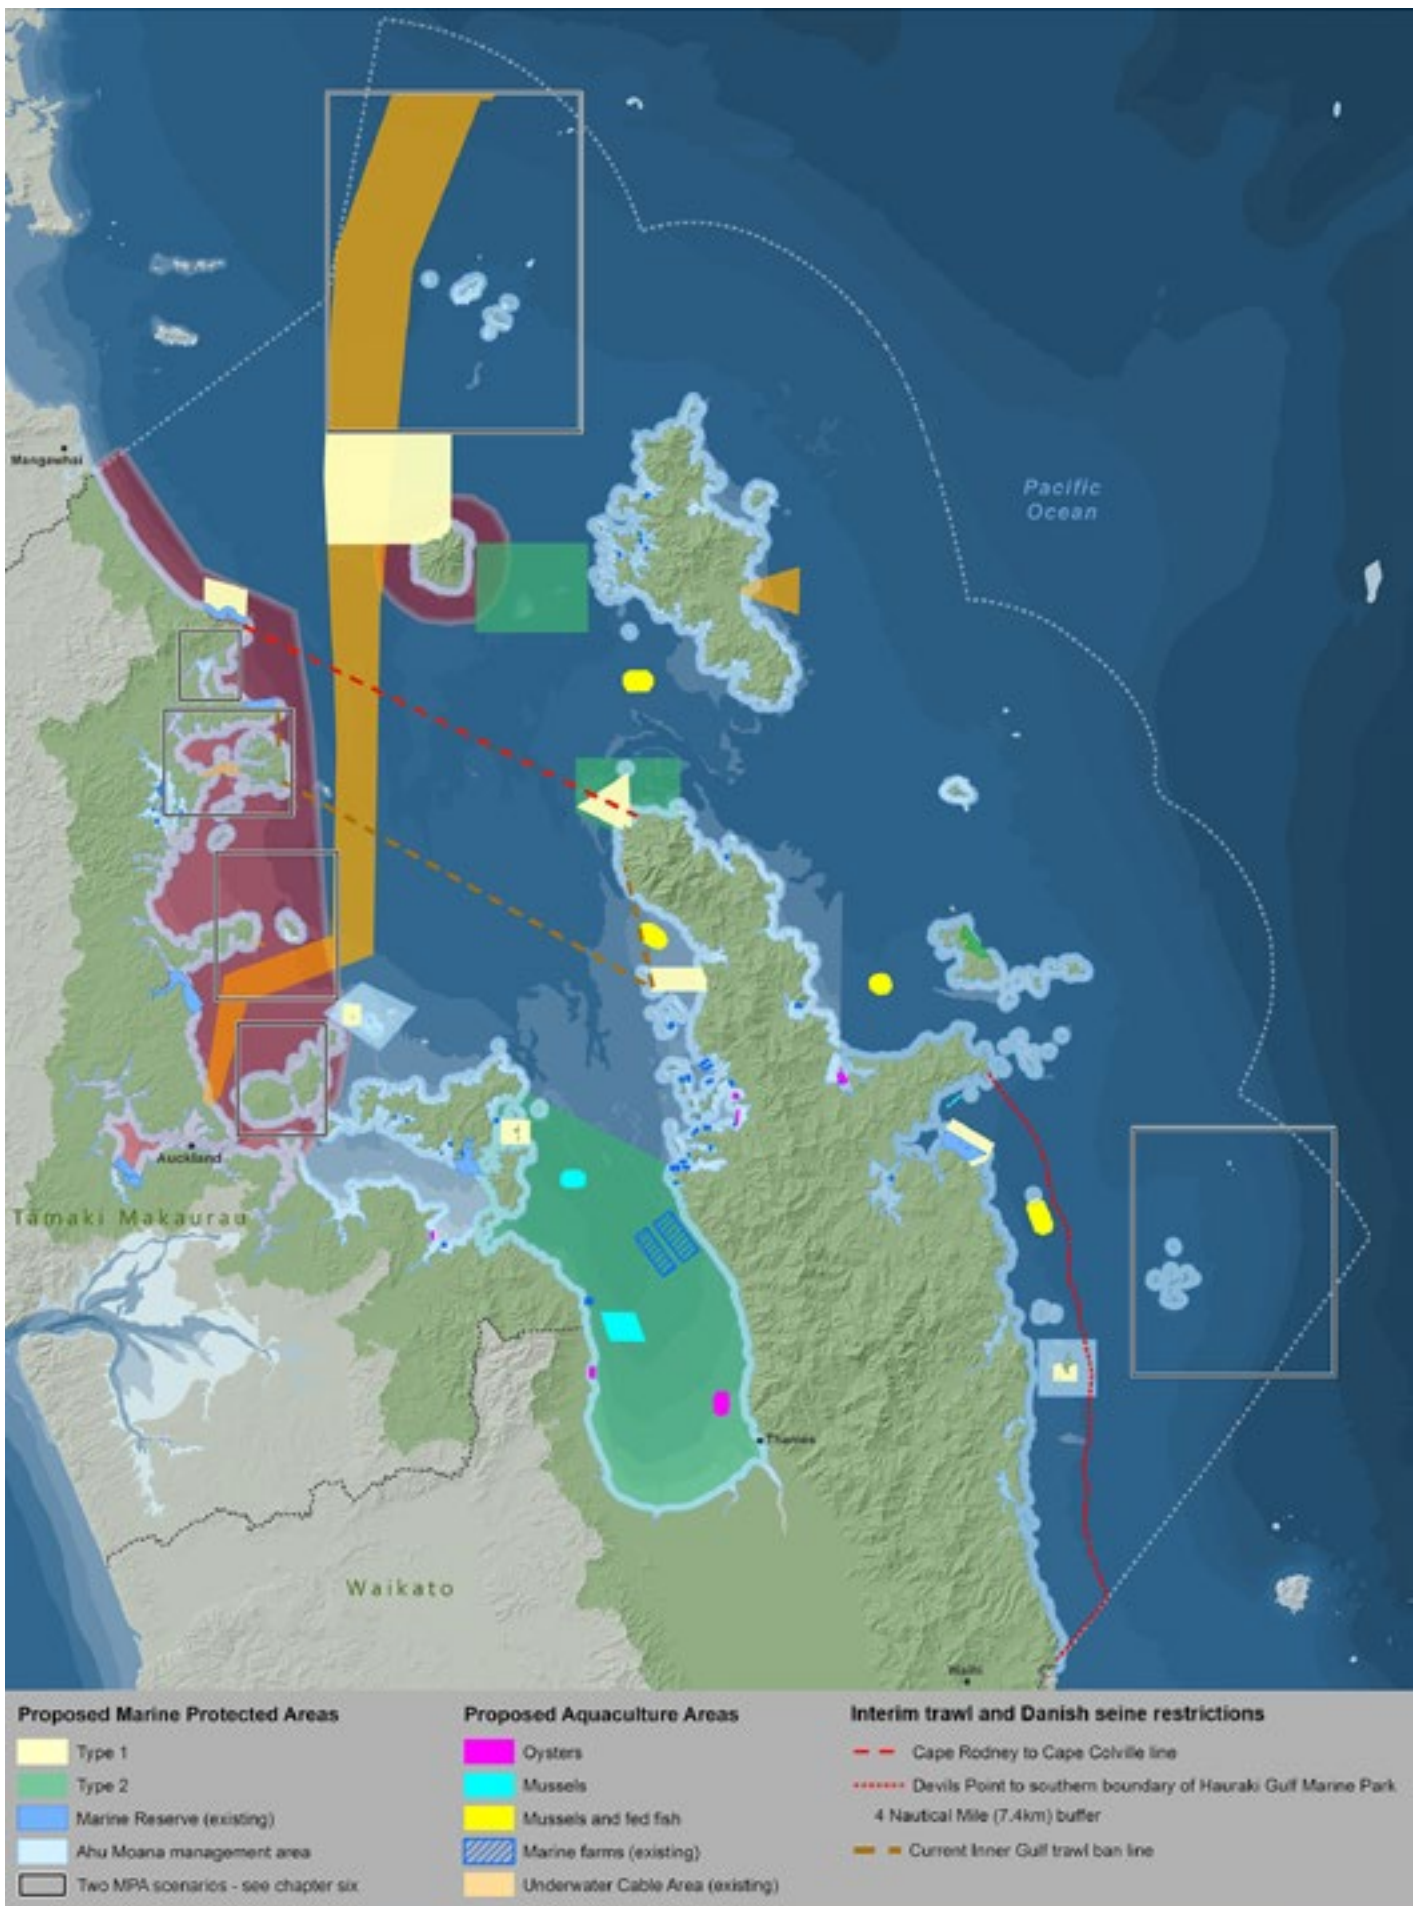 Mangawhai
Pacific
Ocean
Auckland
Tāmaki Makaurau
Thames
Waikato
Waihi
Proposed Marine Protected Areas
Type 1
Type 2
Marine Reserve (existing)
Ahu Moana management area
Two MPA scenarios - see chapter six
Proposed Aquaculture Areas
Oysters
Mussels
Mussels and fed fish
Marine farms (existing)
Underwater Cable Area (existing)
Interim trawl and Danish seine restrictions
Cape Rodney to Cape Colville line
Devils Point to southern boundary of Hauraki Gulf Marine Park
4 Nautical Mile (7.4km) buffer
Current Inner Gulf trawl ban line